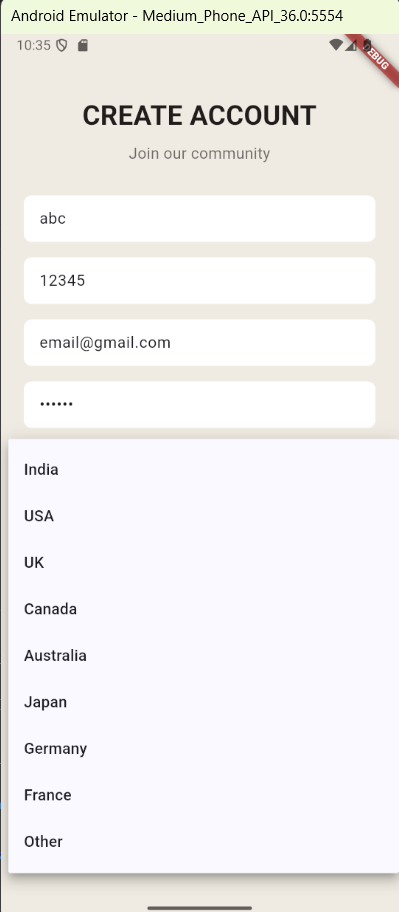 Android Emulator - Medium_Phone_API_36.0:5554
10:35
DEBUG
CREATE ACCOUNT
Join our community
abc
12345
email@gmail.com
••••••
India
USA
UK
Canada
Australia
Japan
Germany
France
Other